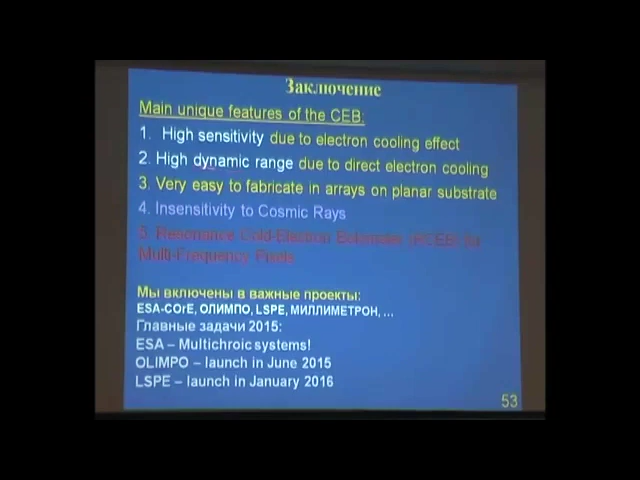 Заключение
Main unique features of the CEB:
1. High sensitivity due to electron cooling effect
2. High dynamic range due to direct electron cooling
3. Very easy to fabricate in arrays on planar substrate
4. Insensitivity to Cosmic Rays
5. Resonance Cold-Electron Bolometer (RCEB) for
Multi-Frequency Pixels
Мы включены в важные проекты:
ESA-COrE, ОЛИМПО, LSPE, МИЛЛИМЕТРОН, ...
Главные задачи 2015:
ESA – Multichroic systems!
OLIMPO – launch in June 2015
LSPE – launch in January 2016
53